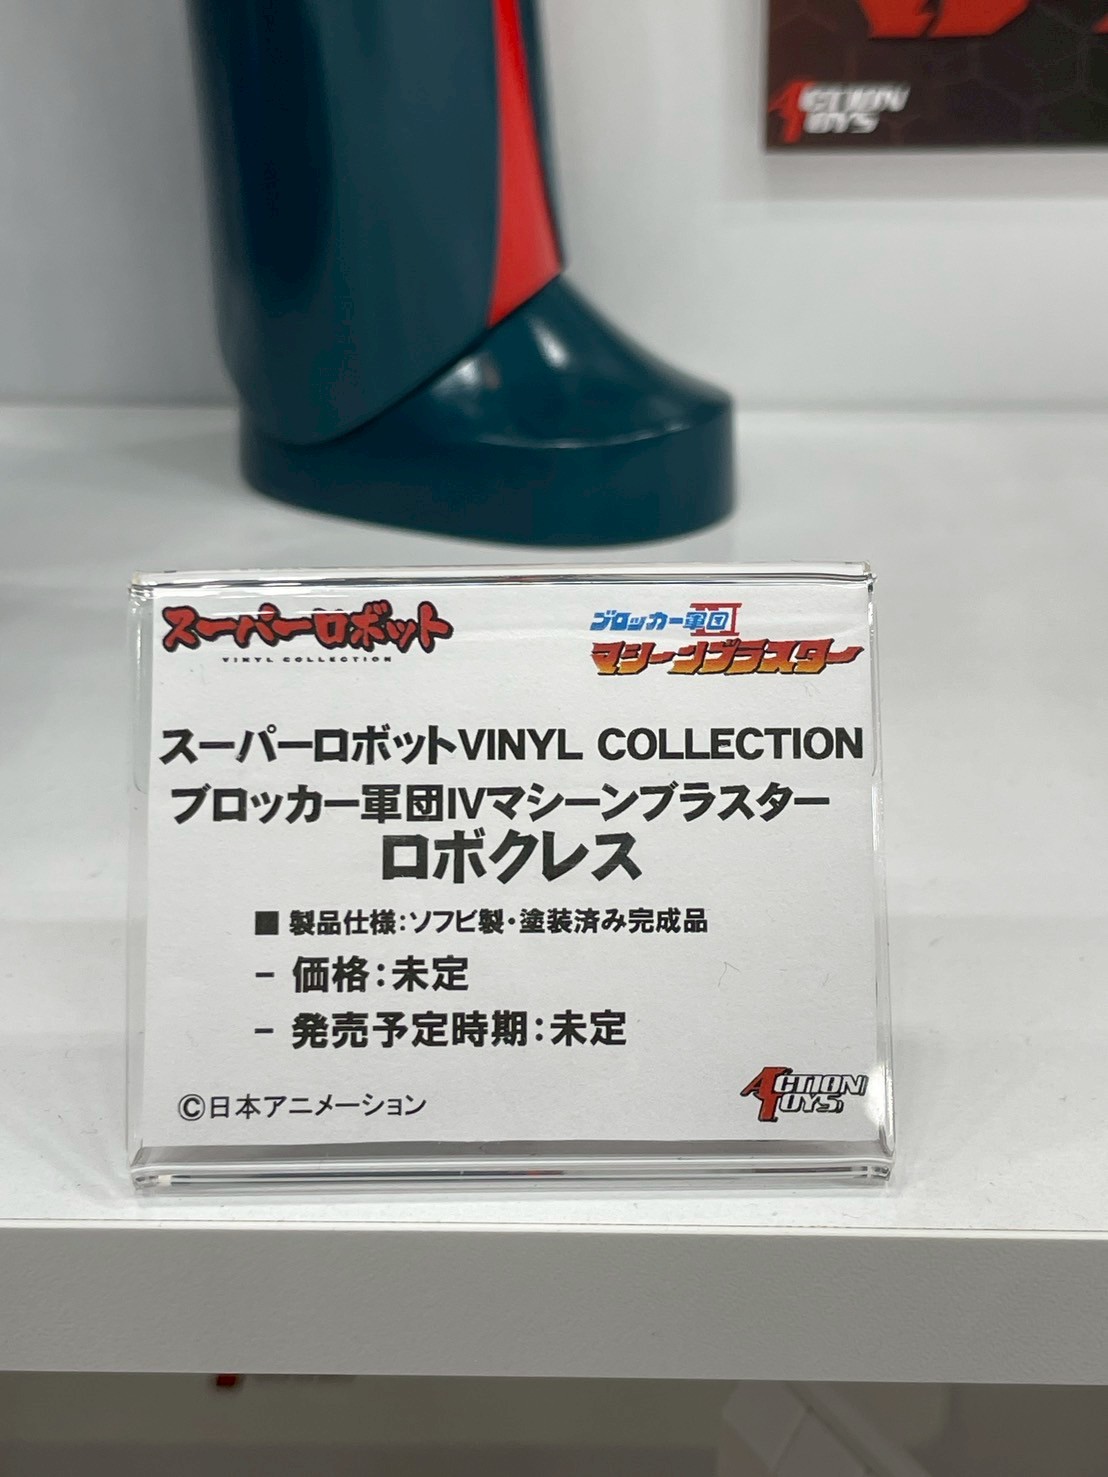 ACTION
TOYS
スーパーロボット
VINYL COLLECTION
ブロッカー軍団IV
マシーンブラスター
スーパーロボットVINYL COLLECTION
ブロッカー軍団IVマシーンブラスター
ロボクレス
■ 製品仕様:ソフビ製・塗装済み完成品
- 価格:未定
- 発売予定時期:未定
©日本アニメーション
ACTION
TOYS